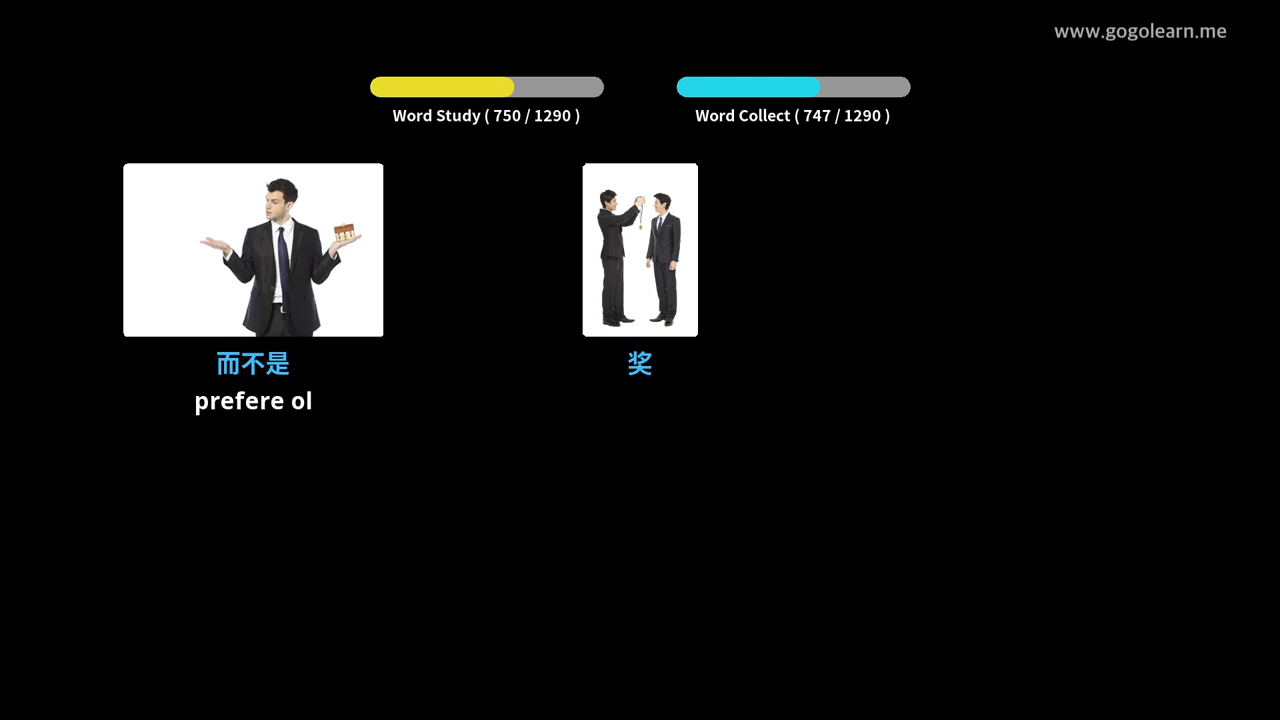 www.gogolearn.me
Word Study ( 750 / 1290 )
Word Collect ( 747 / 1290 )
而不是
prefere ol
奖